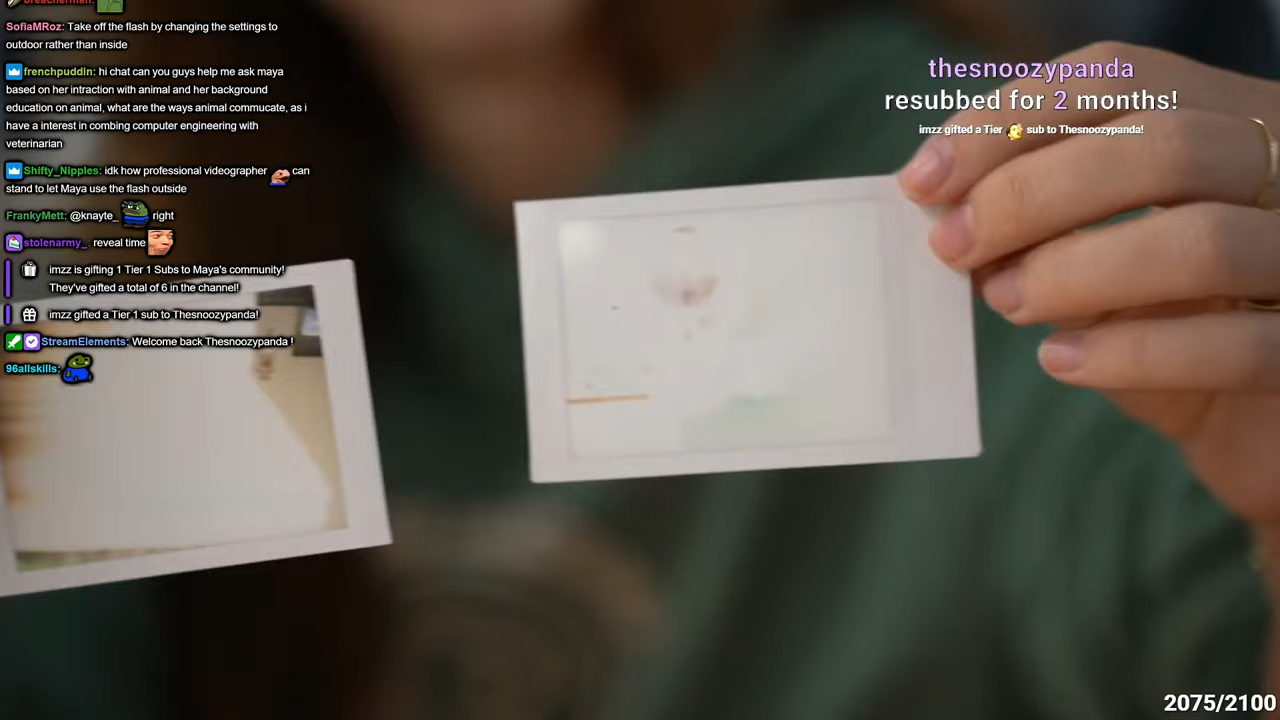 breacherman:
SofiaMRoz: Take off the flash by changing the settings to
outdoor rather than inside
frenchpuddin: hi chat can you guys help me ask maya
based on her intraction with animal and her background
education on animal, what are the ways animal commucate, as i
have a interest in combing computer engineering with
veterinarian
Shifty_Nipples: idk how professional videographer can
stand to let Maya use the flash outside
FrankyMett: @knayte_ right
stolenarmy_: reveal time
imzz is gifting 1 Tier 1 Subs to Maya's community!
They've gifted a total of 6 in the channel!
imzz gifted a Tier 1 sub to Thesnoozypanda!
StreamElements: Welcome back Thesnoozypanda !
96allskills:
thesnoozypanda
resubbed for 2 months!
imzz gifted a Tier sub to Thesnoozypanda!
2075/2100